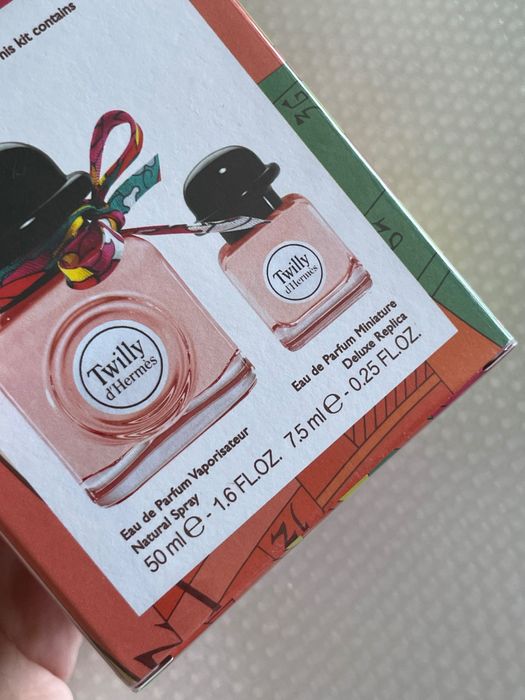 his kit contains
Twilly
d'Hermès
Twilly
d'Hermès
Eau de Parfum Vaporisateur
Natural Spray
50 ml ℮ - 1.6 FL.OZ.
Eau de Parfum Miniature
Deluxe Replica
7.5 ml ℮ - 0.25 FL.OZ.